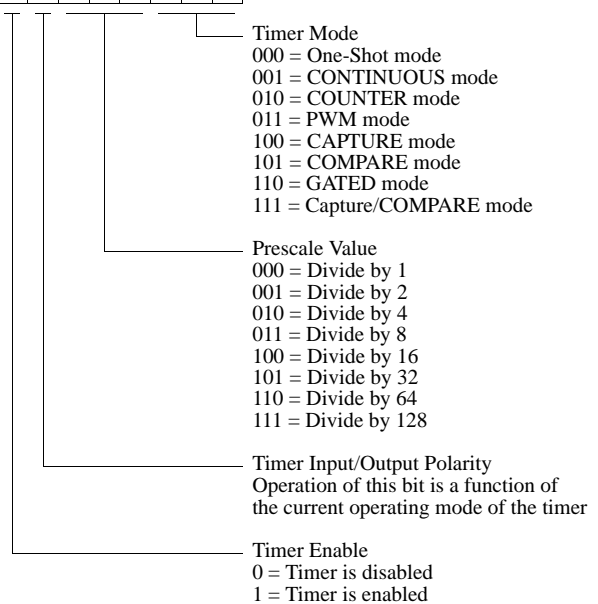 Timer Mode
000 = One-Shot mode
001 = CONTINUOUS mode
010 = COUNTER mode
011 = PWM mode
100 = CAPTURE mode
101 = COMPARE mode
110 = GATED mode
111 = Capture/COMPARE mode
Prescale Value
000 = Divide by 1
001 = Divide by 2
010 = Divide by 4
011 = Divide by 8
100 = Divide by 16
101 = Divide by 32
110 = Divide by 64
111 = Divide by 128
Timer Input/Output Polarity
Operation of this bit is a function of
the current operating mode of the timer
Timer Enable
0 = Timer is disabled
1 = Timer is enabled